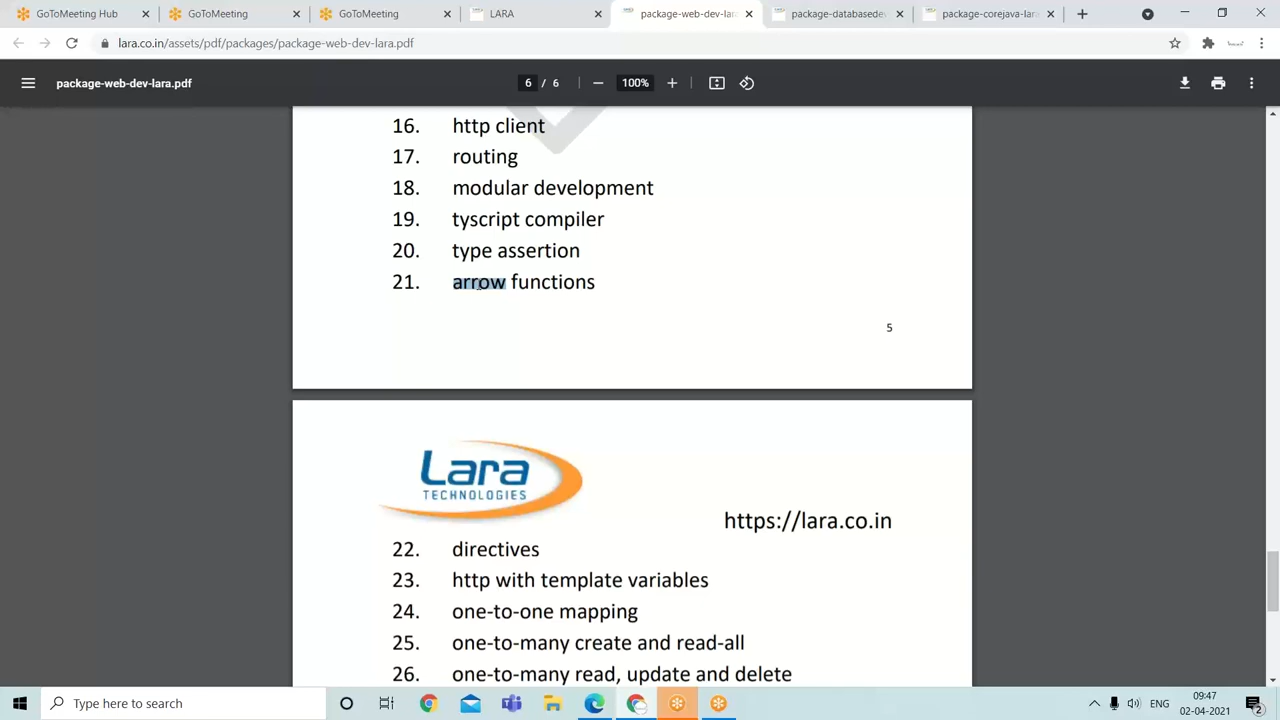 GoToMeeting Hub
GoToMeeting
GoToMeeting
LARA
package-web-dev-lara
package-databasedev
package-corejava-lara
lara.co.in/assets/pdf/packages/package-web-dev-lara.pdf
package-web-dev-lara.pdf
6 / 6
100%
16. http client
17. routing
18. modular development
19. tyscript compiler
20. type assertion
21. arrow functions
5
Lara
TECHNOLOGIES
https://lara.co.in
22. directives
23. http with template variables
24. one-to-one mapping
25. one-to-many create and read-all
26. one-to-many read, update and delete
Type here to search
ENG
09:47
02-04-2021
2